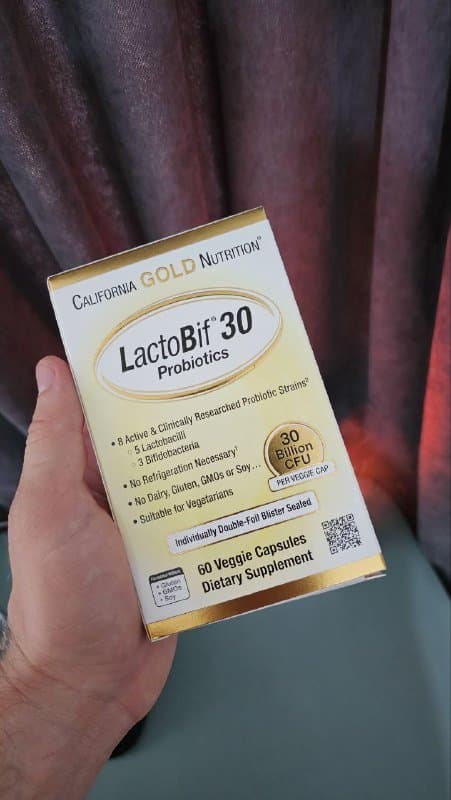 CALIFORNIA GOLD NUTRITION®
LactoBif® 30
Probiotics
• 8 Active & Clinically Researched Probiotic Strains²
○ 5 Lactobacilli
○ 3 Bifidobacteria
• No Refrigeration Necessary†
• No Dairy, Gluten, GMOs or Soy...
• Suitable for Vegetarians
30
Billion
CFU
PER VEGGIE CAP
Individually Double-Foil Blister Sealed
60 Veggie Capsules
Dietary Supplement
• Gluten
• GMOs
• Soy